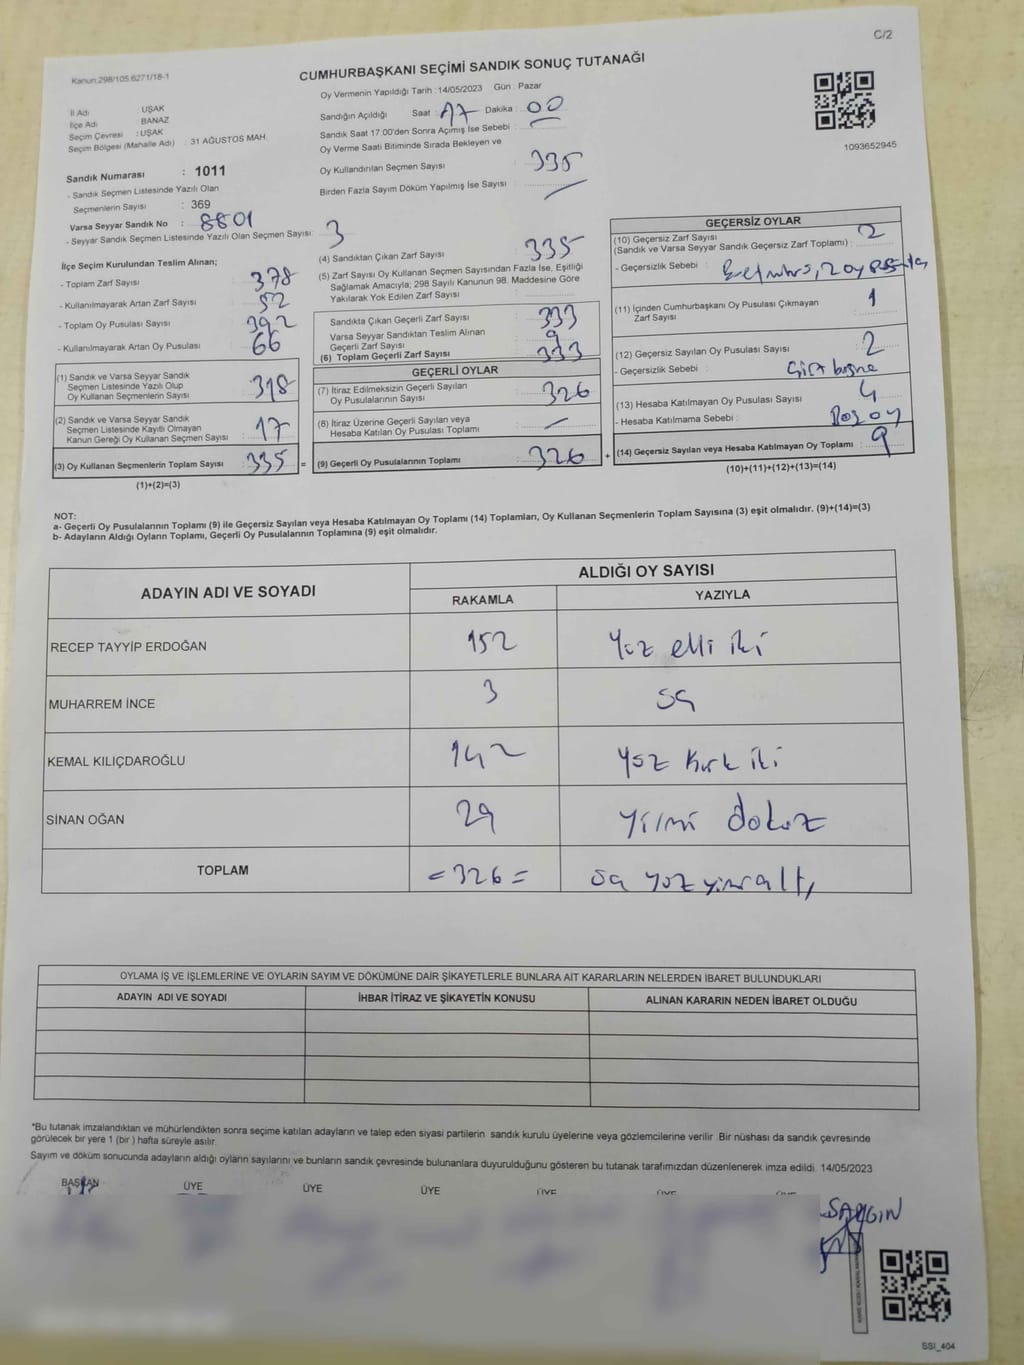 C/2
Kanun:298/105.6271/18-1
CUMHURBAŞKANI SEÇİMİ SANDIK SONUÇ TUTANAĞI
Oy Vermenin Yapıldığı Tarih :14/05/2023 Gün : Pazar
İl Adı UŞAK
İlçe Adı BANAZ
Seçim Çevresi : UŞAK
Seçim Bölgesi (Mahalle Adı) : 31 AĞUSTOS MAH.
Sandığın Açıldığı Saat : 17 Dakika : 00
Sandık Saat 17.00'den Sonra Açılmış İse Sebebi :
Oy Verme Saati Bitiminde Sırada Bekleyen ve
Oy Kullandırılan Seçmen Sayısı : 335
Birden Fazla Sayım Döküm Yapılmış İse Sayısı :
1093652945
Sandık Numarası : 1011
- Sandık Seçmen Listesinde Yazılı Olan
Seçmenlerin Sayısı : 369
Varsa Seyyar Sandık No : 8801
- Seyyar Sandık Seçmen Listesinde Yazılı Olan Seçmen Sayısı: 3
İlçe Seçim Kurulundan Teslim Alınan;
- Toplam Zarf Sayısı : 378
- Kullanılmayarak Artan Zarf Sayısı : 52
- Toplam Oy Pusulası Sayısı : 392
- Kullanılmayarak Artan Oy Pusulası : 66
(1) Sandık ve Varsa Seyyar Sandık
Seçmen Listesinde Yazılı Olup
Oy Kullanan Seçmenlerin Sayısı : 318
(2) Sandık ve Varsa Seyyar Sandık
Seçmen Listesinde Kayıtlı Olmayan
Kanun Gereği Oy Kullanan Seçmen Sayısı : 17
(3) Oy Kullanan Seçmenlerin Toplam Sayısı : 335 =
(1)+(2)=(3)
(4) Sandıktan Çıkan Zarf Sayısı : 335
(5) Zarf Sayısı Oy Kullanan Seçmen Sayısından Fazla İse, Eşitliği
Sağlamak Amacıyla; 298 Sayılı Kanunun 98. Maddesine Göre
Yakılarak Yok Edilen Zarf Sayısı :
Sandıkta Çıkan Geçerli Zarf Sayısı : 333
Varsa Seyyar Sandıktan Teslim Alınan
Geçerli Zarf Sayısı
(6) Toplam Geçerli Zarf Sayısı : 333
GEÇERLİ OYLAR
(7) İtiraz Edilmeksizin Geçerli Sayılan
Oy Pusulalarının Sayısı : 326
(8) İtiraz Üzerine Geçerli Sayılan veya
Hesaba Katılan Oy Pusulası Toplamı : –
(9) Geçerli Oy Pusulalarının Toplamı : 326 +
GEÇERSİZ OYLAR
(10) Geçersiz Zarf Sayısı
(Sandık ve Varsa Seyyar Sandık Geçersiz Zarf Toplamı) : 2
- Geçersizlik Sebebi :
(11) İçinden Cumhurbaşkanı Oy Pusulası Çıkmayan
Zarf Sayısı : 1
(12) Geçersiz Sayılan Oy Pusulası Sayısı : 2
- Geçersizlik Sebebi : Çift
(13) Hesaba Katılmayan Oy Pusulası Sayısı : 4
- Hesaba Katılmama Sebebi : Boş oy
(14) Geçersiz Sayılan veya Hesaba Katılmayan Oy Toplamı : 9
(10)+(11)+(12)+(13)=(14)
NOT:
a- Geçerli Oy Pusulalarının Toplamı (9) ile Geçersiz Sayılan veya Hesaba Katılmayan Oy Toplamı (14) Toplamları, Oy Kullanan Seçmenlerin Toplam Sayısına (3) eşit olmalıdır. (9)+(14)=(3)
b- Adayların Aldığı Oyların Toplamı, Geçerli Oy Pusulalarının Toplamına (9) eşit olmalıdır.
ADAYIN ADI VE SOYADI ALDIĞI OY SAYISI
RAKAMLA YAZIYLA
RECEP TAYYİP ERDOĞAN 152 Yüz elli iki
MUHARREM İNCE 3 üç
KEMAL KILIÇDAROĞLU 142 Yüz kırk iki
SİNAN OĞAN 29 yirmi dokuz
TOPLAM =326= üç yüz yirmi altı
OYLAMA İŞ VE İŞLEMLERİNE VE OYLARIN SAYIM VE DÖKÜMÜNE DAİR ŞİKAYETLERLE BUNLARA AİT KARARLARIN NELERDEN İBARET BULUNDUKLARI
ADAYIN ADI VE SOYADI İHBAR İTİRAZ VE ŞİKAYETİN KONUSU ALINAN KARARIN NEDEN İBARET OLDUĞU
*Bu tutanak imzalandıktan ve mühürlendikten sonra seçime katılan adayların ve talep eden siyasi partilerin sandık kurulu üyelerine veya gözlemcilerine verilir. Bir nüshası da sandık çevresinde
görülecek bir yere 1 (bir ) hafta süreyle asılır.
Sayım ve döküm sonucunda adayların aldığı oyların sayılarını ve bunların sandık çevresinde bulunanlara duyurulduğunu gösteren bu tutanak tarafımızdan düzenlenerek imza edildi. 14/05/2023
BAŞKAN ÜYE ÜYE ÜYE ÜYE ÜYE ÜYE
SAYGIN
SSI_404